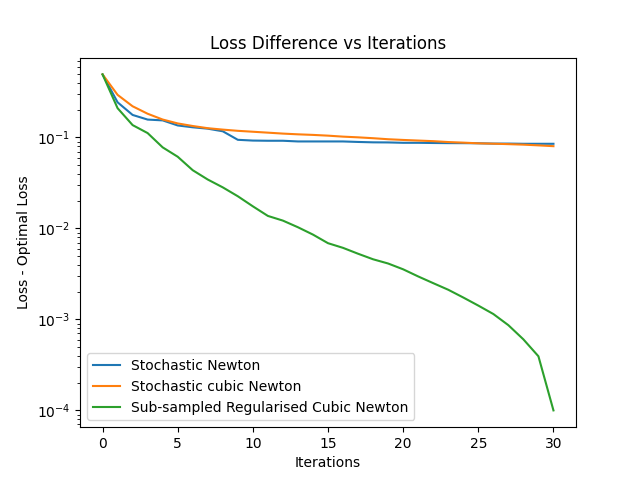 Loss Difference vs Iterations
Loss - Optimal Loss
10⁻¹
10⁻²
10⁻³
10⁻⁴
Stochastic Newton
Stochastic cubic Newton
Sub-sampled Regularised Cubic Newton
0 5 10 15 20 25 30
Iterations